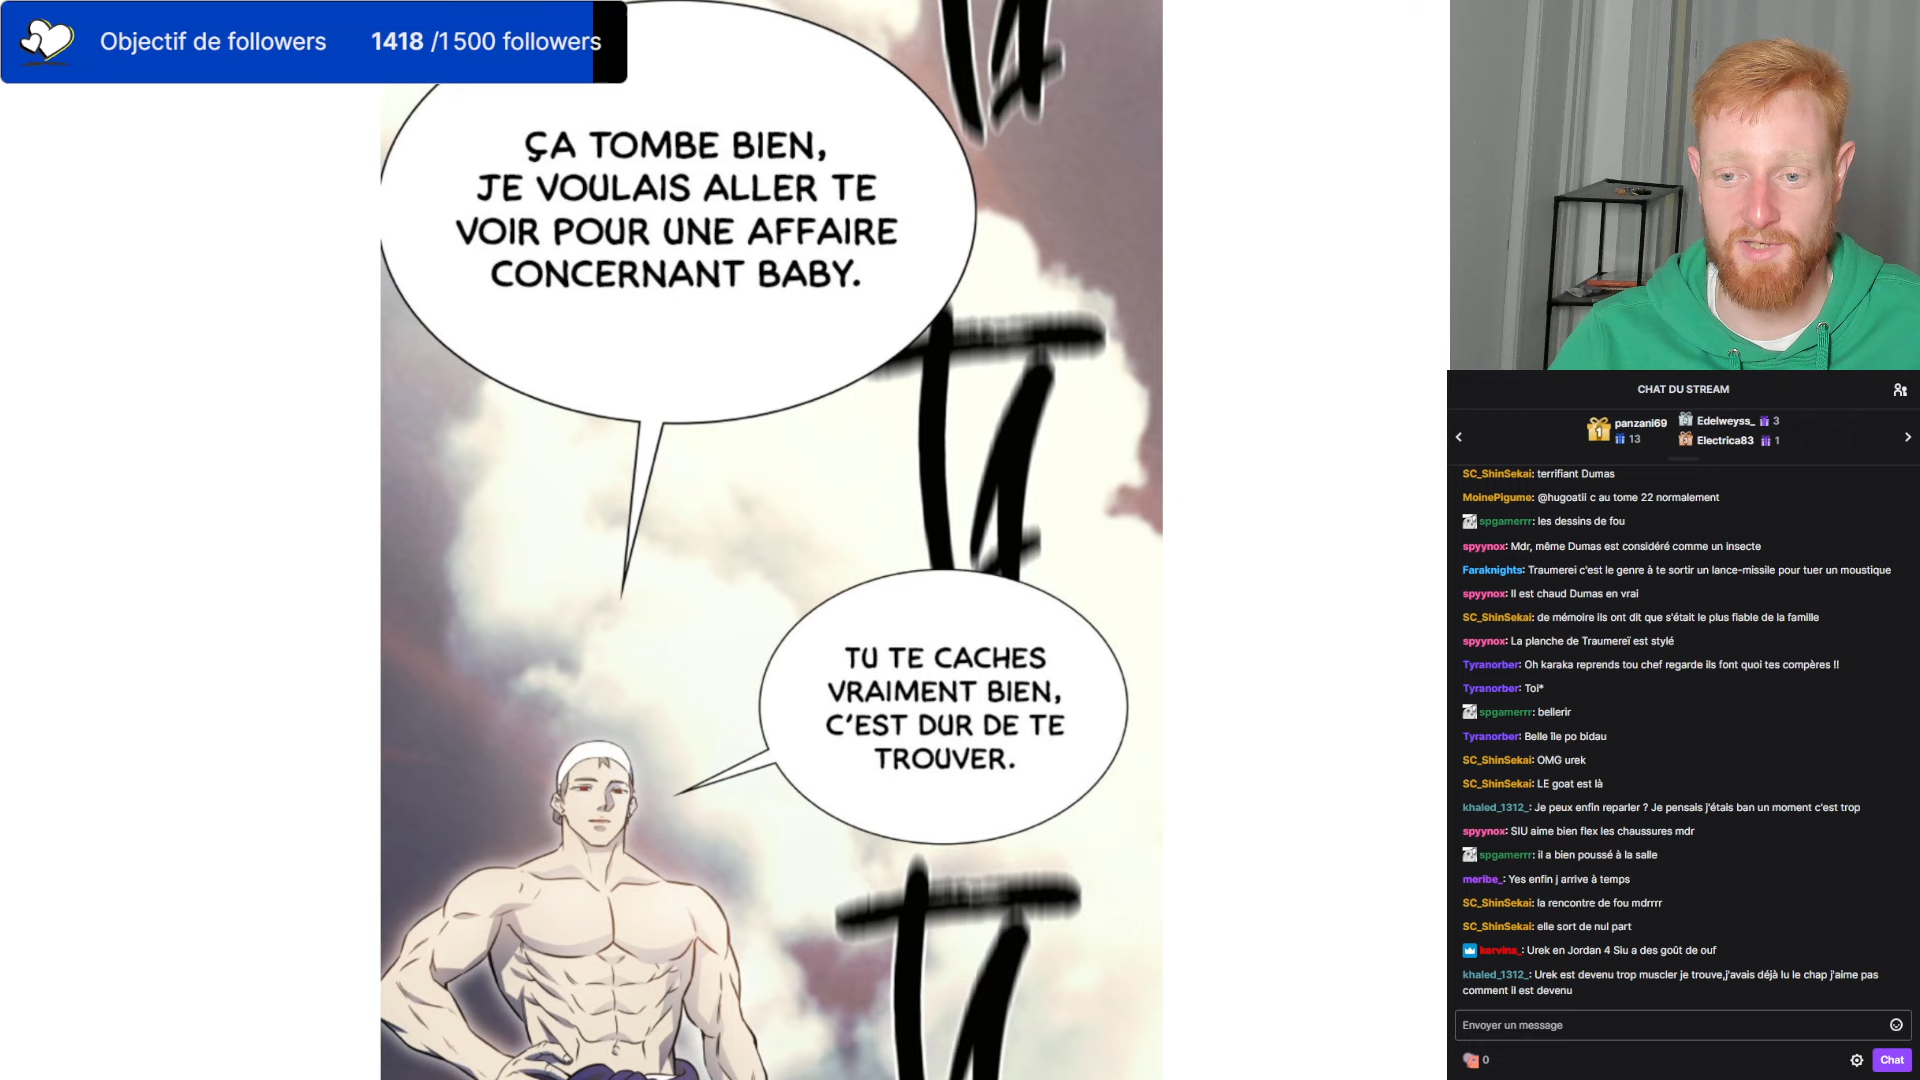 Objectif de followers 1418 /1500 followers
ÇA TOMBE BIEN,
JE VOULAIS ALLER TE
VOIR POUR UNE AFFAIRE
CONCERNANT BABY.
TU TE CACHES
VRAIMENT BIEN,
C'EST DUR DE TE
TROUVER.
CHAT DU STREAM
panzani69
13
Edelweyss_ 3
Electrica83 1
SC_ShinSekai: terrifiant Dumas
MoinePigume: @hugoatii c au tome 22 normalement
spgamerrr: les dessins de fou
spyynox: Mdr, même Dumas est considéré comme un insecte
Faraknights: Traumerei c'est le genre à te sortir un lance-missile pour tuer un moustique
spyynox: Il est chaud Dumas en vrai
SC_ShinSekai: de mémoire ils ont dit que s'était le plus fiable de la famille
spyynox: La planche de Traumereï est stylé
Tyranorber: Oh karaka reprends tou chef regarde ils font quoi tes compères !!
Tyranorber: Toi*
spgamerrr: bellerir
Tyranorber: Belle île po bidau
SC_ShinSekai: OMG urek
SC_ShinSekai: LE goat est là
khaled_1312_: Je peux enfin reparler ? Je pensais j'étais ban un moment c'est trop
spyynox: SIU aime bien flex les chaussures mdr
spgamerrr: il a bien poussé à la salle
meribe_: Yes enfin j arrive à temps
SC_ShinSekai: la rencontre de fou mdrrrr
SC_ShinSekai: elle sort de nul part
kervins_: Urek en Jordan 4 Siu a des goût de ouf
khaled_1312_: Urek est devenu trop muscler je trouve,j'avais déjà lu le chap j'aime pas
comment il est devenu
Envoyer un message
0
Chat